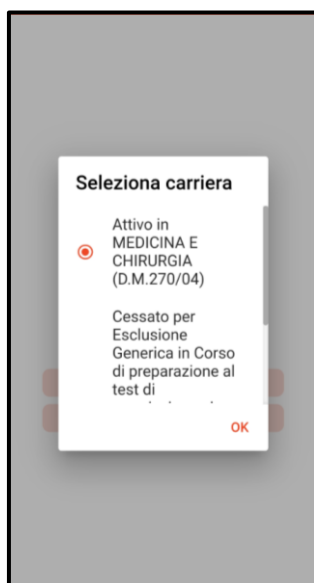 Seleziona carriera
Attivo in
MEDICINA E
CHIRURGIA
(D.M.270/04)
Cessato per
Esclusione
Generica in Corso
di preparazione al
test di
OK